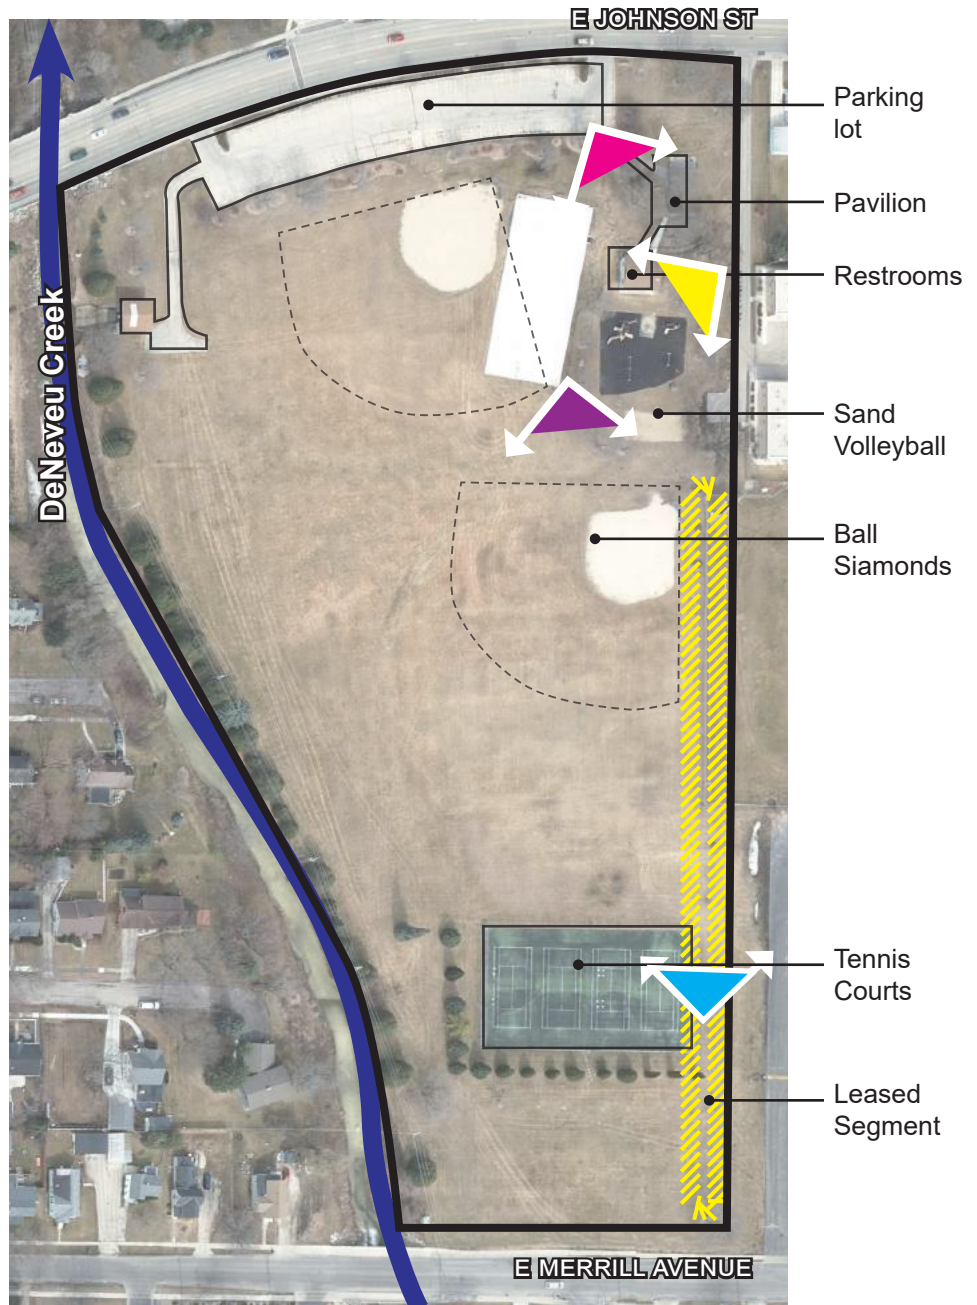 E JOHNSON ST
Parking
lot
Pavilion
Restrooms
DeNeveu Creek
Sand
Volleyball
Ball
Siamonds
Tennis
Courts
Leased
Segment
E MERRILL AVENUE